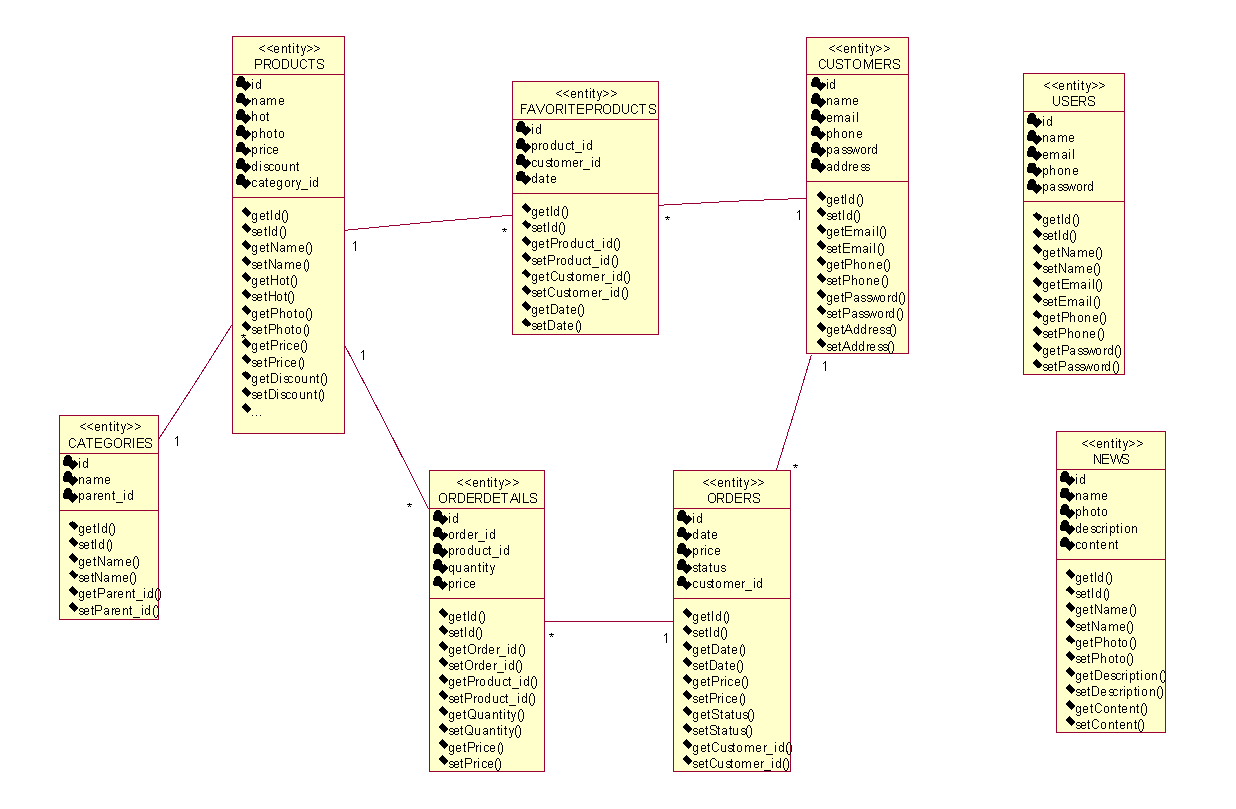 <<entity>>
PRODUCTS
id
name
hot
photo
price
discount
category_id
getId()
setId()
getName()
setName()
getHot()
setHot()
getPhoto()
setPhoto()
getPrice()
setPrice()
getDiscount()
setDiscount()
...
<<entity>>
FAVORITEPRODUCTS
id
product_id
customer_id
date
getId()
setId()
getProduct_id()
setProduct_id()
getCustomer_id()
setCustomer_id()
getDate()
setDate()
<<entity>>
CUSTOMERS
id
name
email
phone
password
address
getId()
setId()
getEmail()
setEmail()
getPhone()
setPhone()
getPassword()
setPassword()
getAddress()
setAddress()
<<entity>>
USERS
id
name
email
phone
password
getId()
setId()
getName()
setName()
getEmail()
setEmail()
getPhone()
setPhone()
getPassword()
setPassword()
1
*
*
1
*
1
1
*
1
*
*
1
<<entity>>
CATEGORIES
id
name
parent_id
getId()
setId()
getName()
setName()
getParent_id()
setParent_id()
<<entity>>
ORDERDETAILS
id
order_id
product_id
quantity
price
getId()
setId()
getOrder_id()
setOrder_id()
getProduct_id()
setProduct_id()
getQuantity()
setQuantity()
getPrice()
setPrice()
<<entity>>
ORDERS
id
date
price
status
customer_id
getId()
setId()
getDate()
setDate()
getPrice()
setPrice()
getStatus()
setStatus()
getCustomer_id()
setCustomer_id()
<<entity>>
NEWS
id
name
photo
description
content
getId()
setId()
getName()
setName()
getPhoto()
setPhoto()
getDescription()
setDescription()
getContent()
setContent()